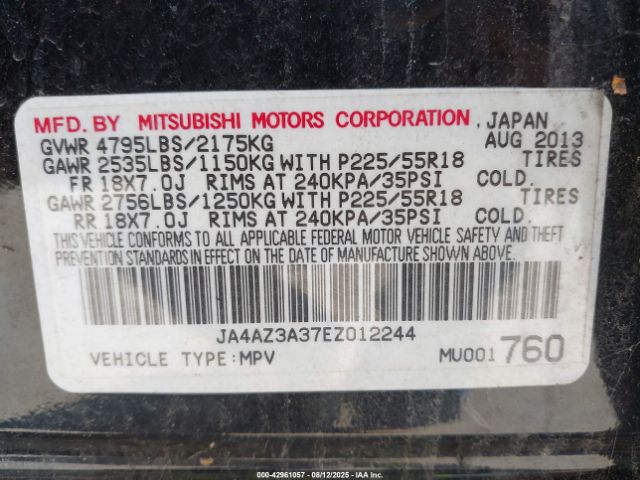 MFD. BY MITSUBISHI MOTORS CORPORATION, JAPAN
GVWR 4795LBS/2175KG AUG 2013
GAWR 2535LBS/1150KG WITH P225/55R18 TIRES
FR 18X7.0J RIMS AT 240KPA/35PSI COLD.
GAWR 2756LBS/1250KG WITH P225/55R18 TIRES
RR 18X7.0J RIMS AT 240KPA/35PSI COLD.
THIS VEHICLE CONFORMS TO ALL APPLICABLE FEDERAL MOTOR VEHICLE SAFETY AND THEFT
PREVENTION STANDARDS IN EFFECT ON THE DATE OF MANUFACTURE SHOWN ABOVE.
JA4AZ3A37EZ012244
VEHICLE TYPE:MPV MU001 760
000-42961057 - 08/12/2025 - IAAI.COM